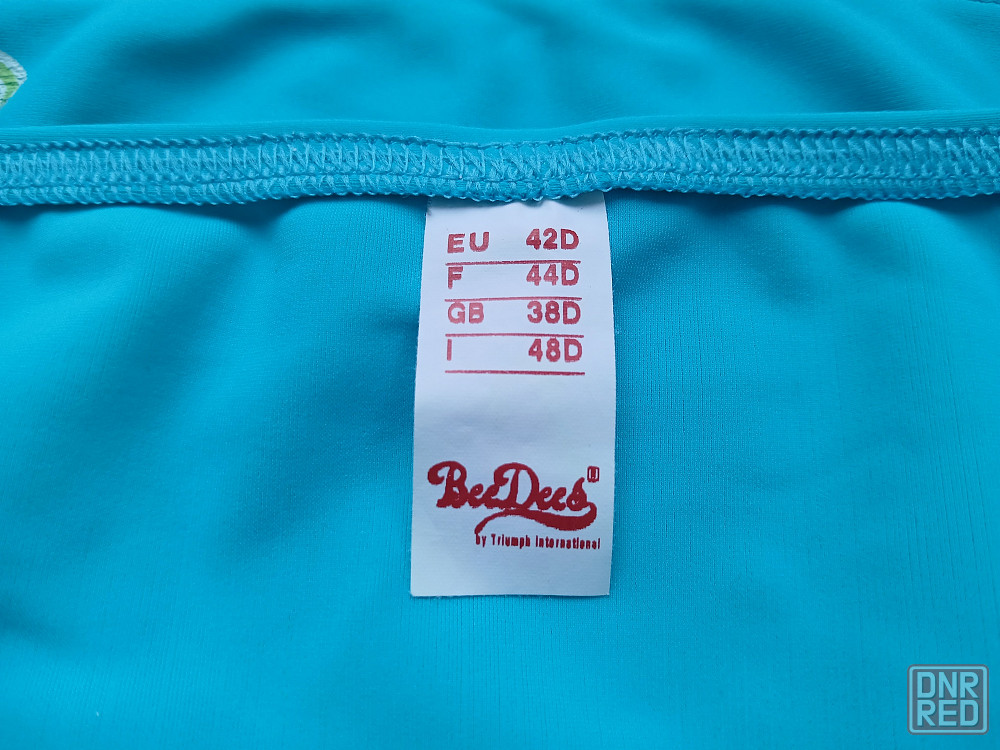 EU 42D
F 44D
GB 38D
I 48D
BeeDees
by Triumph International
DNR
RED